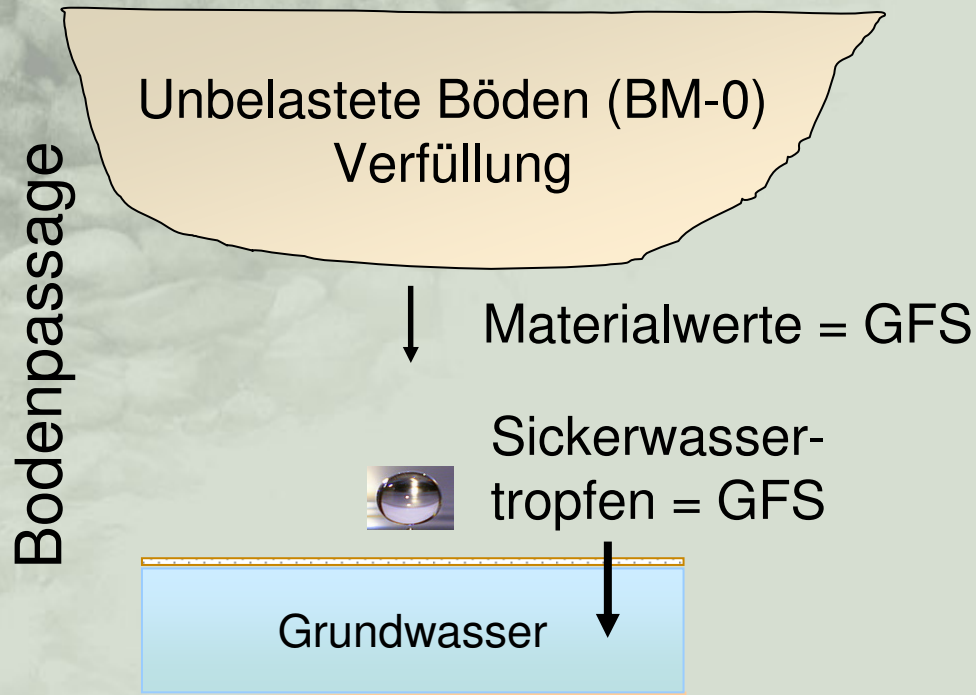 Unbelastete Böden (BM-0)
Verfüllung
Bodenpassage
Materialwerte = GFS
Sickerwasser-
tropfen = GFS
Grundwasser